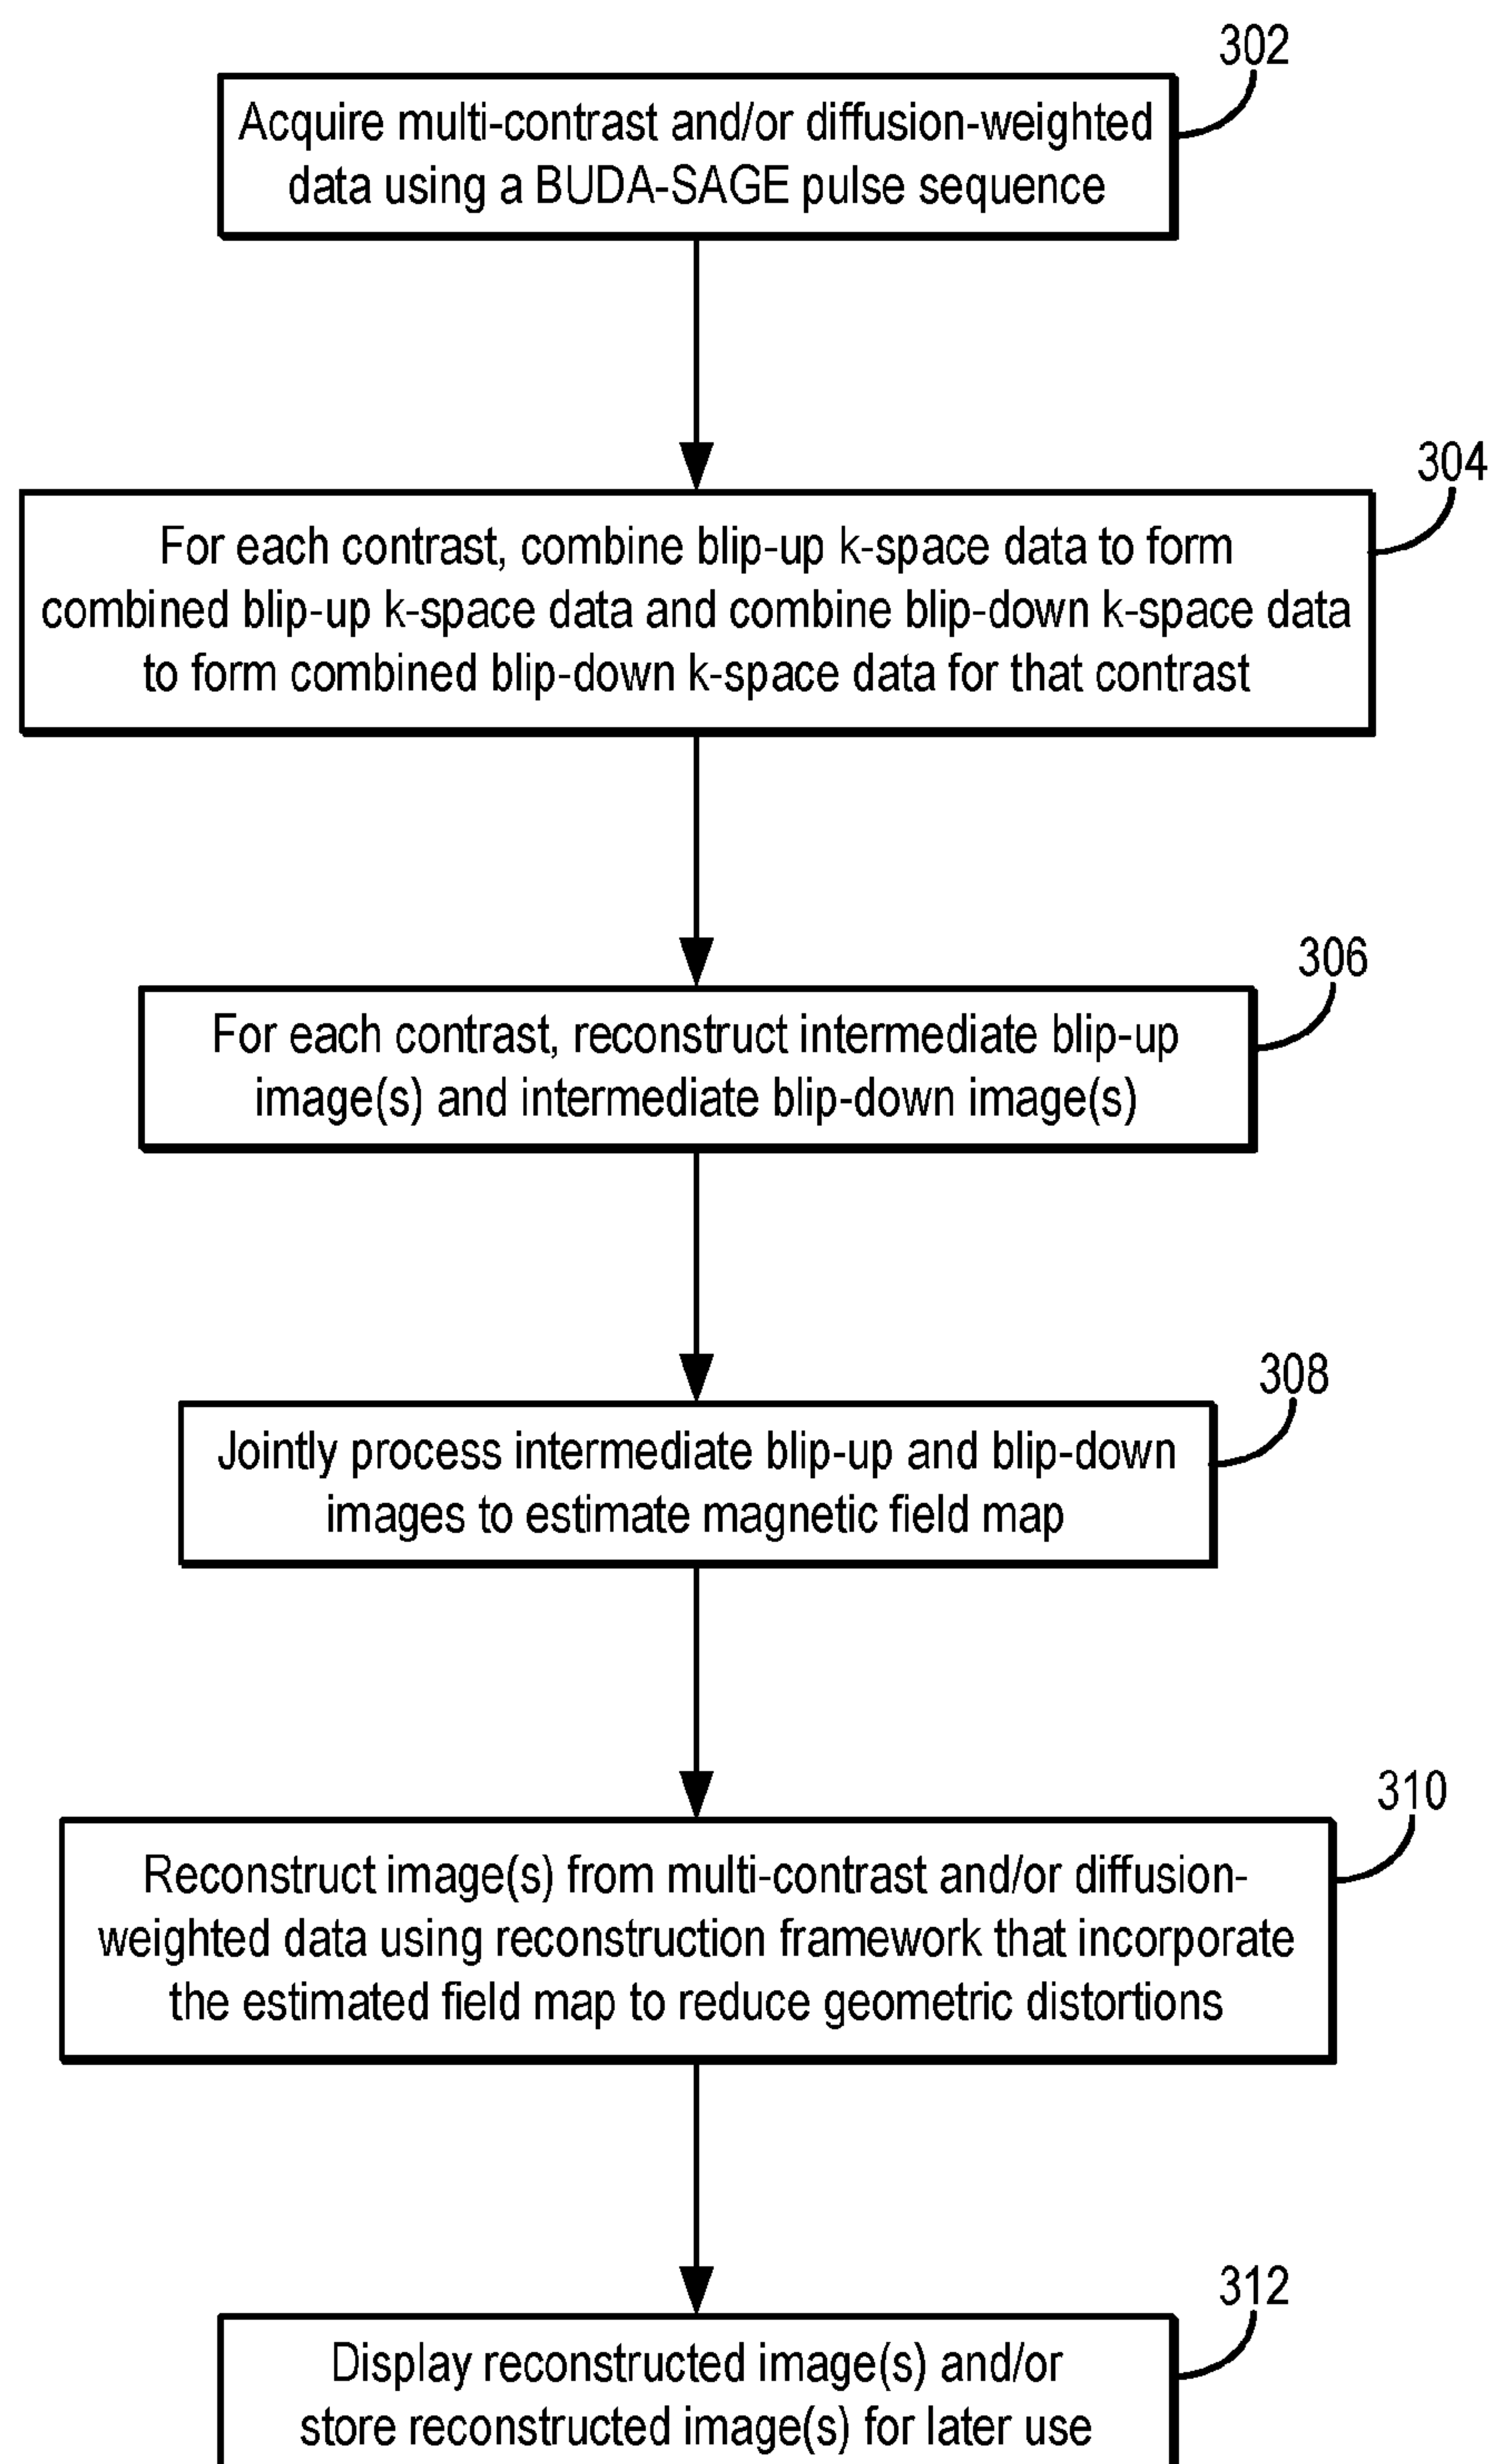 302
Acquire multi-contrast and/or diffusion-weighted
data using a BUDA-SAGE pulse sequence
304
For each contrast, combine blip-up k-space data to form
combined blip-up k-space data and combine blip-down k-space data
to form combined blip-down k-space data for that contrast
306
For each contrast, reconstruct intermediate blip-up
image(s) and intermediate blip-down image(s)
308
Jointly process intermediate blip-up and blip-down
images to estimate magnetic field map
310
Reconstruct image(s) from multi-contrast and/or diffusion-
weighted data using reconstruction framework that incorporate
the estimated field map to reduce geometric distortions
312
Display reconstructed image(s) and/or
store reconstructed image(s) for later use